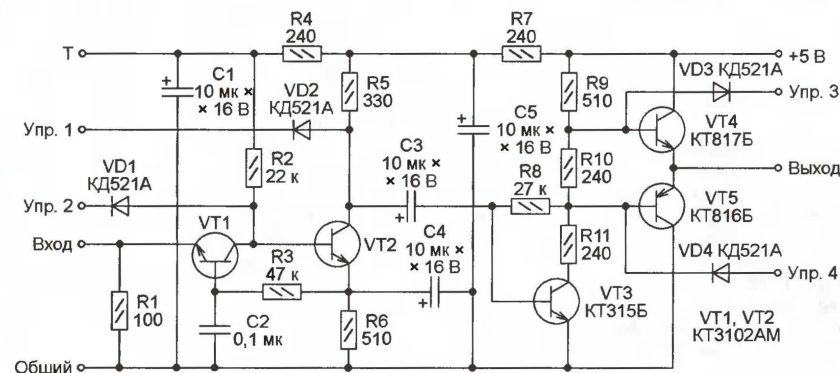 R4
240
R7
240
Т
+5 В
C1
10 мк ×
× 16 В
VD2
КД521А
R5
330
R9
510
VD3 КД521А
Упр. 3
Упр. 1
C3
10 мк ×
× 16 В
C5
10 мк ×
× 16 В
VT4
КТ817Б
R2
22 к
R10
240
VD1
КД521А
R8
27 к
Выход
Упр. 2
VT5
КТ816Б
VT1
C4
10 мк ×
× 16 В
Вход
R3
47 к
VT2
R11
240
VD4 КД521А
Упр. 4
R1
100
C2
0,1 мк
R6
510
VT3
КТ315Б
VT1, VT2
КТ3102АМ
Общий